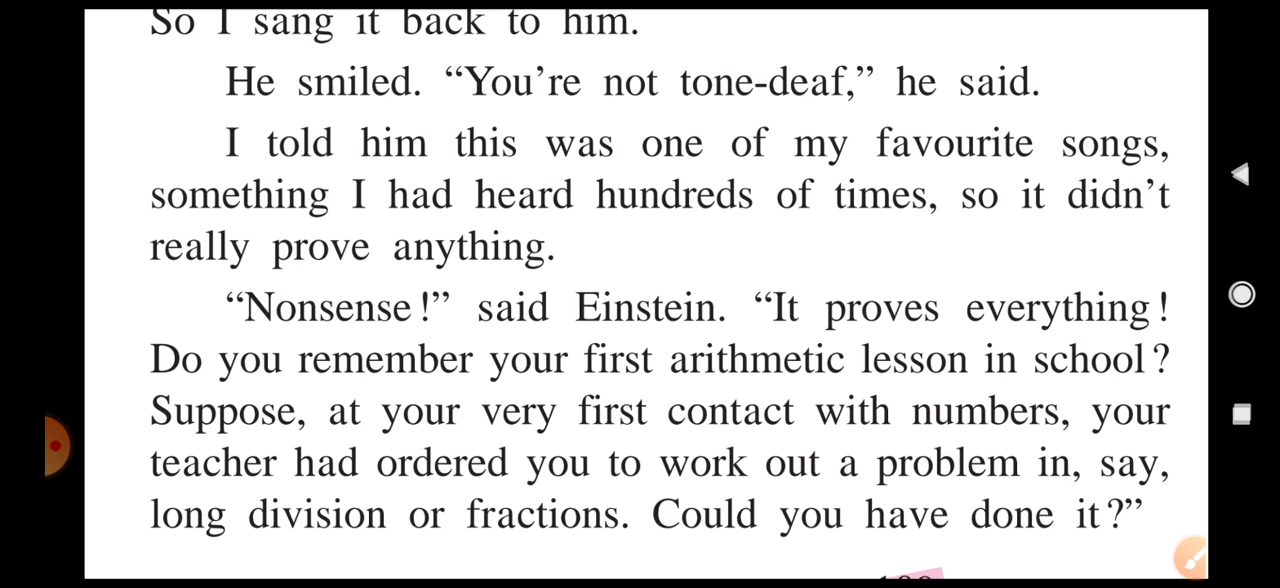 So I sang it back to him.
He smiled. “You’re not tone-deaf,” he said.
I told him this was one of my favourite songs,
something I had heard hundreds of times, so it didn’t
really prove anything.
“Nonsense!” said Einstein. “It proves everything!
Do you remember your first arithmetic lesson in school?
Suppose, at your very first contact with numbers, your
teacher had ordered you to work out a problem in, say,
long division or fractions. Could you have done it?”